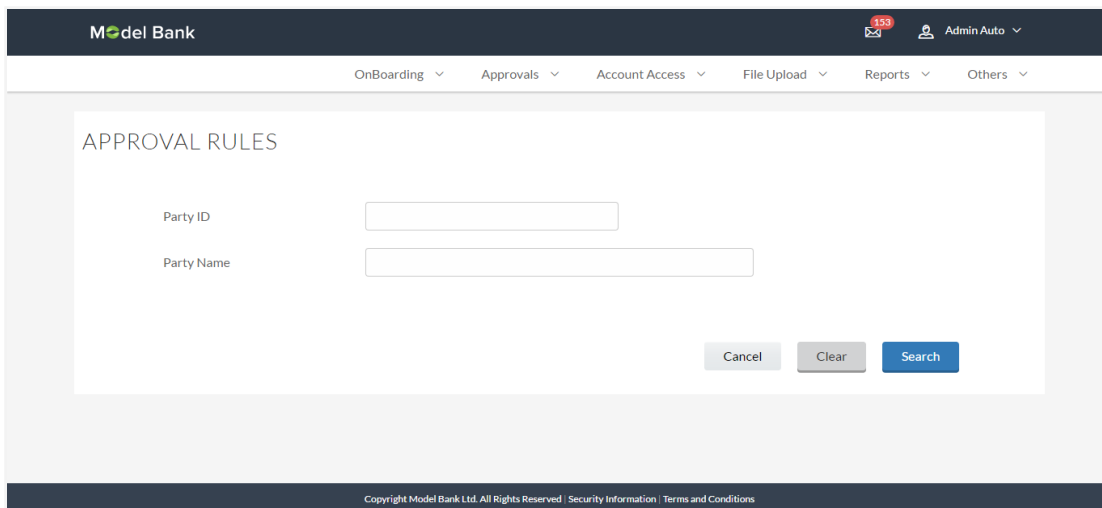 Model Bank
153
Admin Auto
OnBoarding Approvals Account Access File Upload Reports Others
APPROVAL RULES
Party ID
Party Name
Cancel Clear Search
Copyright Model Bank Ltd. All Rights Reserved | Security Information | Terms and Conditions